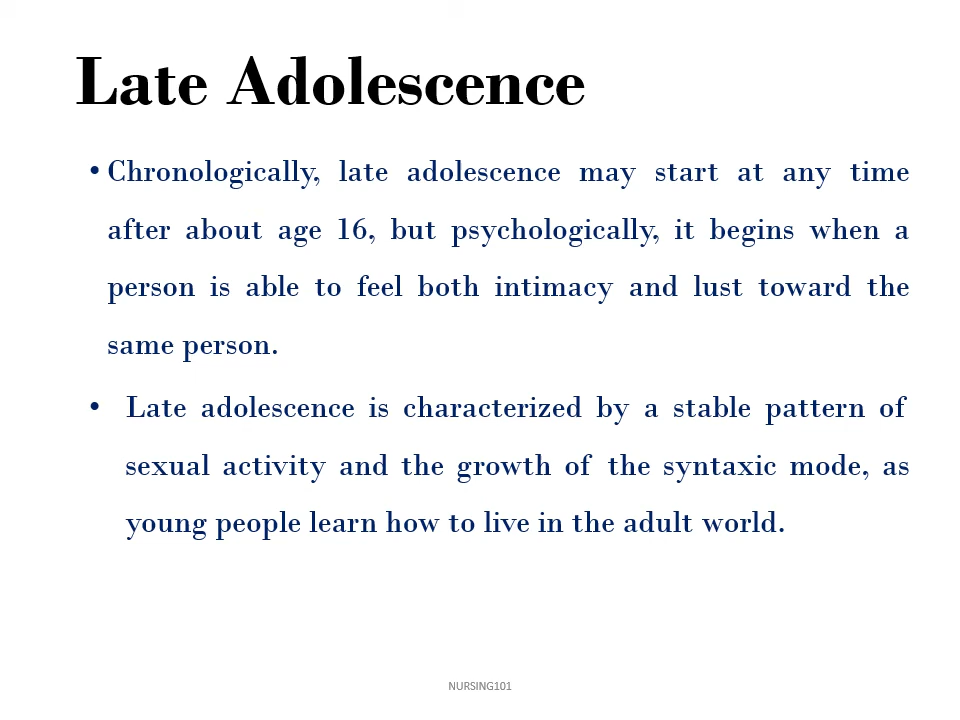 Late Adolescence
• Chronologically, late adolescence may start at any time
after about age 16, but psychologically, it begins when a
person is able to feel both intimacy and lust toward the
same person.
• Late adolescence is characterized by a stable pattern of
sexual activity and the growth of the syntaxic mode, as
young people learn how to live in the adult world.
NURSING101